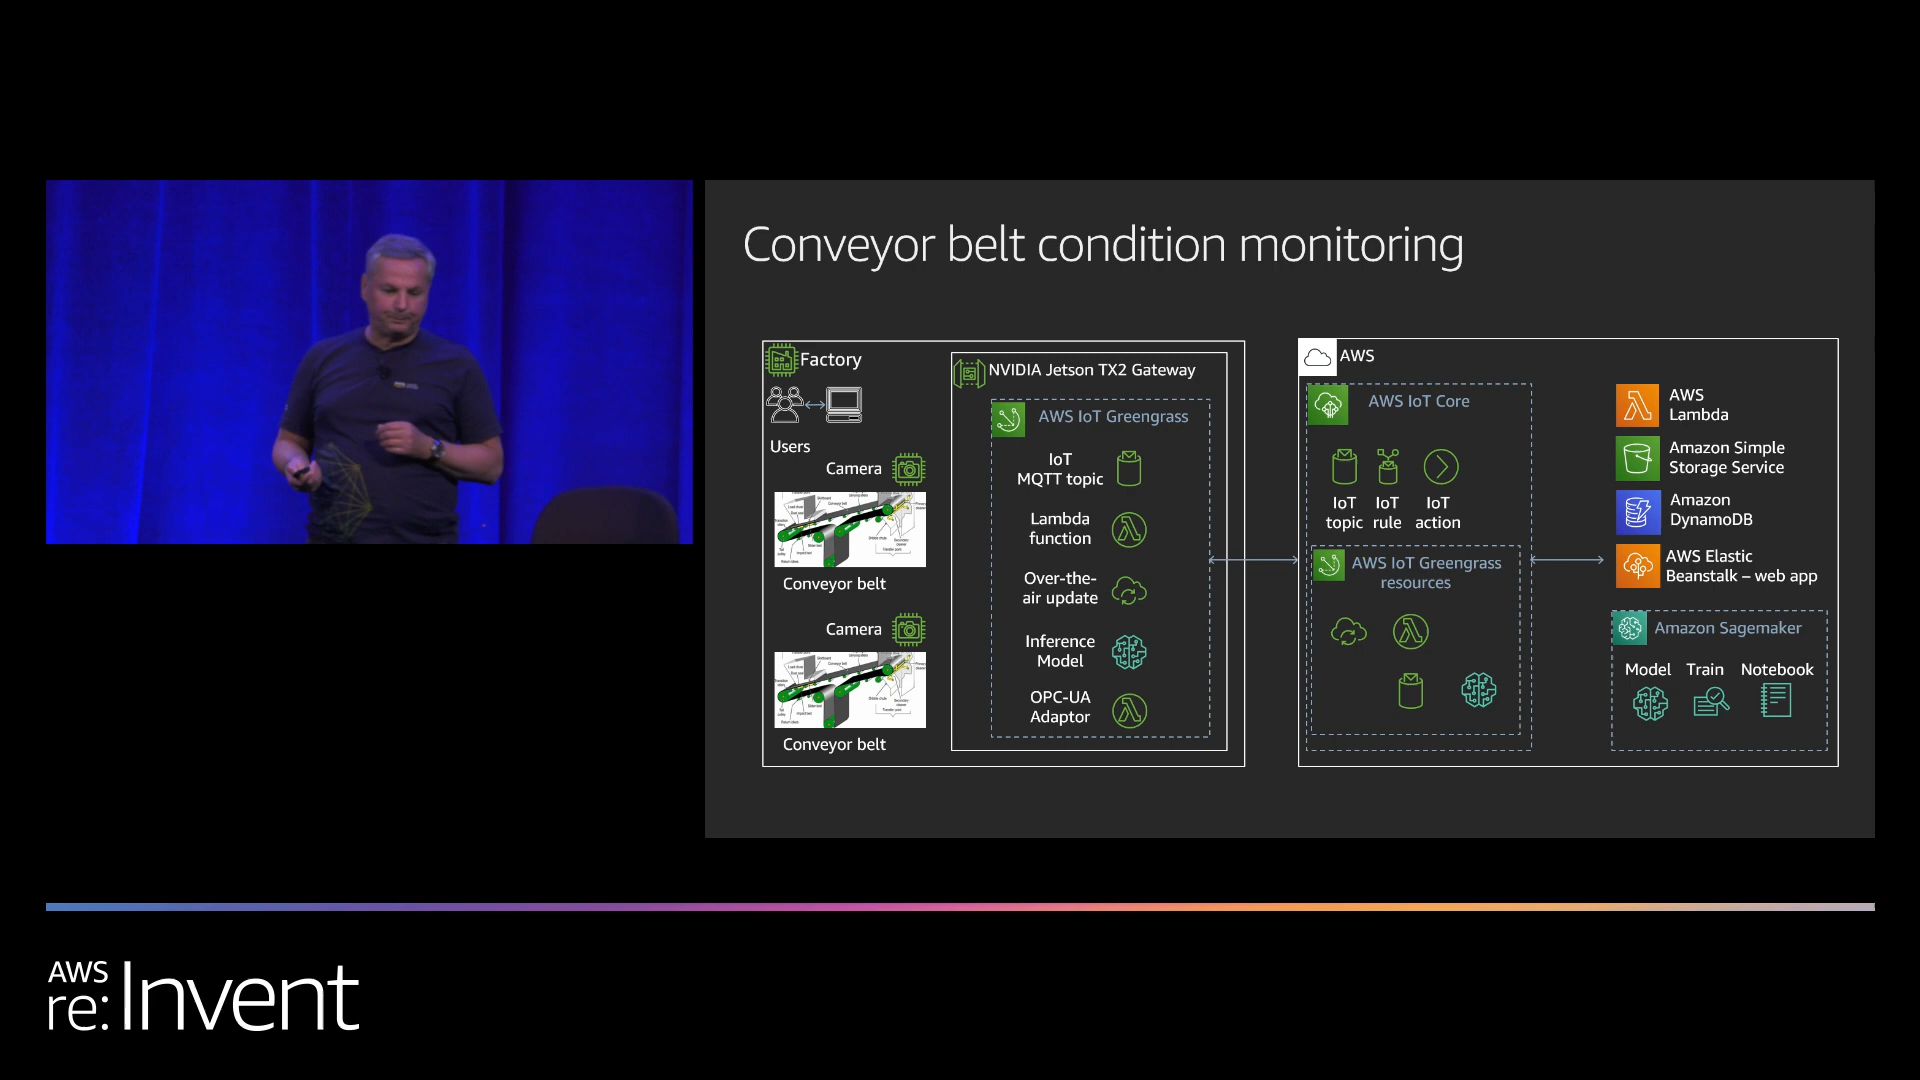 Conveyor belt condition monitoring
Factory
Users
Camera
Conveyor belt
Camera
Conveyor belt
NVIDIA Jetson TX2 Gateway
AWS IoT Greengrass
IoT
MQTT topic
Lambda
function
Over-the-
air update
Inference
Model
OPC-UA
Adaptor
AWS
AWS IoT Core
IoT
topic
IoT
rule
IoT
action
AWS IoT Greengrass
resources
AWS
Lambda
Amazon Simple
Storage Service
Amazon
DynamoDB
AWS Elastic
Beanstalk – web app
Amazon Sagemaker
Model
Train
Notebook
AWS
re:Invent